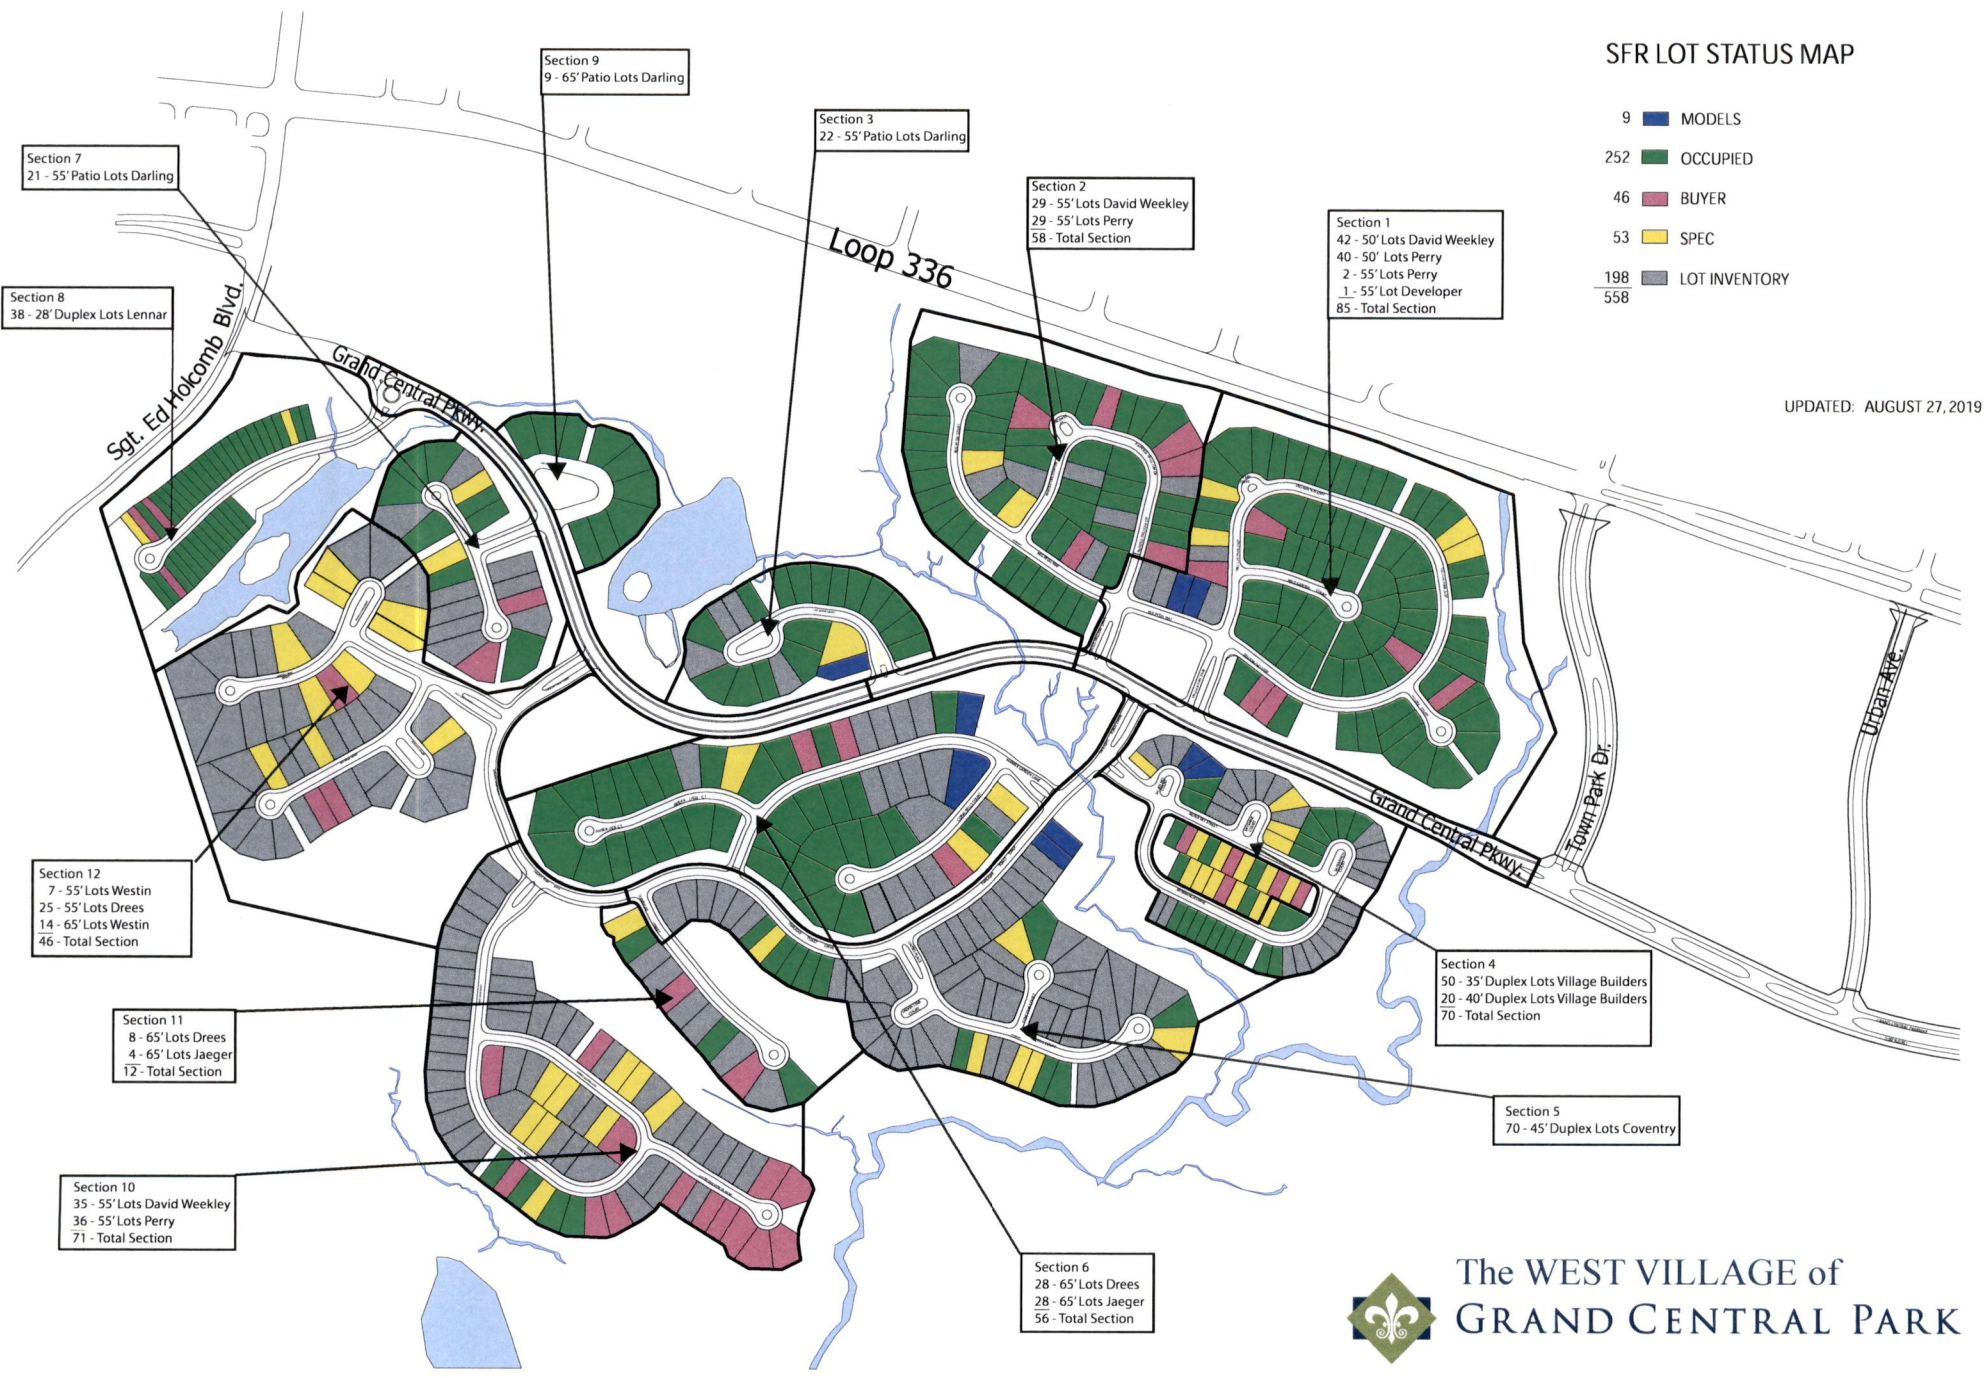 SFR LOT STATUS MAP
9 MODELS
252 OCCUPIED
46 BUYER
53 SPEC
198 LOT INVENTORY
558
UPDATED: AUGUST 27, 2019
Section 9
9 - 65' Patio Lots Darling
Section 3
22 - 55' Patio Lots Darling
Section 7
21 - 55' Patio Lots Darling
Section 2
29 - 55' Lots David Weekley
29 - 55' Lots Perry
58 - Total Section
Section 1
42 - 50' Lots David Weekley
40 - 50' Lots Perry
2 - 55' Lots Perry
1 - 55' Lot Developer
85 - Total Section
Section 8
38 - 28' Duplex Lots Lennar
Loop 336
Sgt. Ed Holcomb Blvd.
Grand Central Pkwy.
Grand Central Pkwy.
Town Park Dr.
Urban Ave.
Section 12
7 - 55' Lots Westin
25 - 55' Lots Drees
14 - 65' Lots Westin
46 - Total Section
Section 4
50 - 35' Duplex Lots Village Builders
20 - 40' Duplex Lots Village Builders
70 - Total Section
Section 11
8 - 65' Lots Drees
4 - 65' Lots Jaeger
12 - Total Section
Section 5
70 - 45' Duplex Lots Coventry
Section 10
35 - 55' Lots David Weekley
36 - 55' Lots Perry
71 - Total Section
Section 6
28 - 65' Lots Drees
28 - 65' Lots Jaeger
56 - Total Section
The WEST VILLAGE of
GRAND CENTRAL PARK